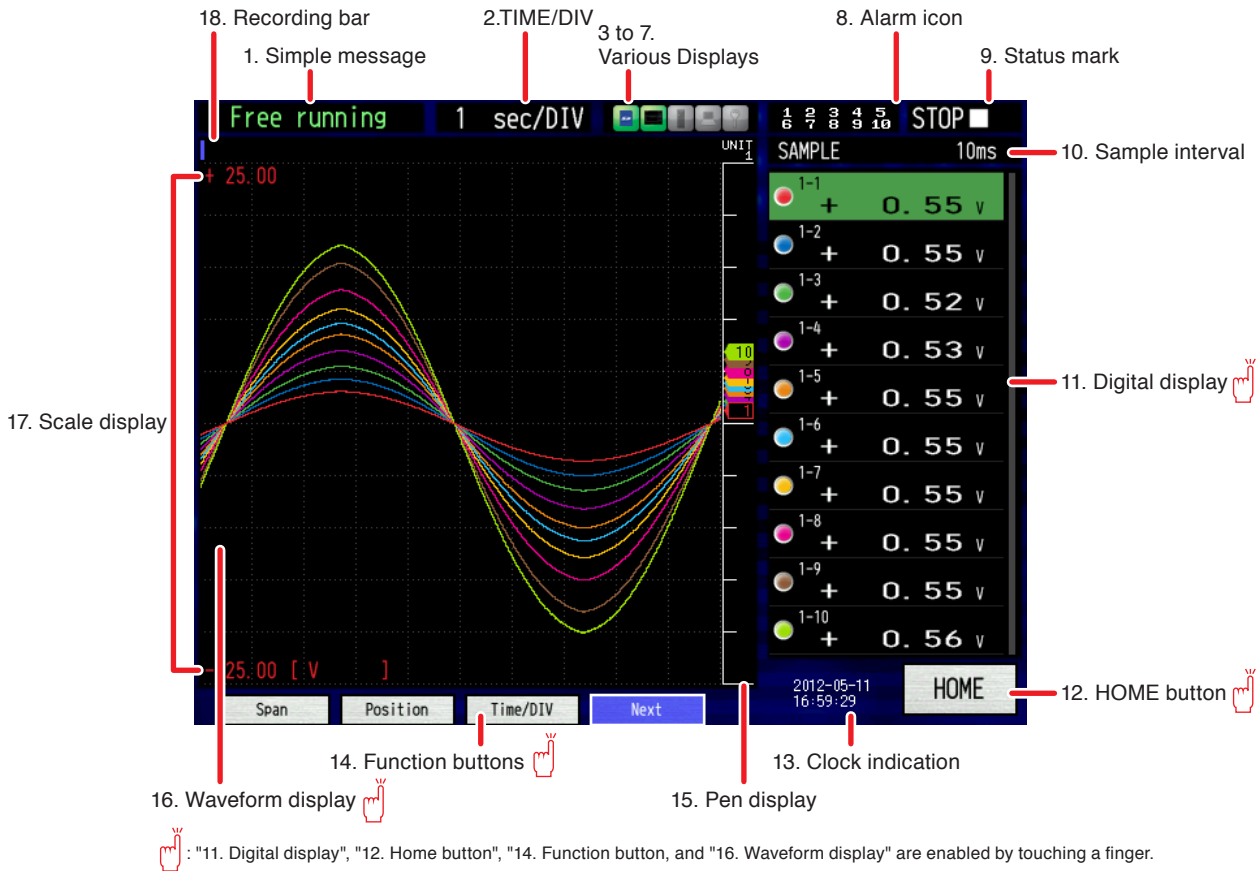 18. Recording bar
2.TIME/DIV
3 to 7.
Various Displays
8. Alarm icon
1. Simple message
9. Status mark
Free running
1 sec/DIV
1 2 3 4 5
6 7 8 9 10
STOP
UNIT
1
SAMPLE 10ms
10. Sample interval
+ 25.00
1-1
+ 0.55 V
1-2
+ 0.55 V
1-3
+ 0.52 V
1-4
+ 0.53 V
1-5
+ 0.55 V
1-6
+ 0.55 V
1-7
+ 0.55 V
1-8
+ 0.55 V
1-9
+ 0.55 V
1-10
+ 0.56 V
10
1
11. Digital display
17. Scale display
- 25.00 [ V ]
2012-05-11
16:59:29
HOME
12. HOME button
Span
Position
Time/DIV
Next
14. Function buttons
13. Clock indication
16. Waveform display
15. Pen display
: "11. Digital display", "12. Home button", "14. Function button, and "16. Waveform display" are enabled by touching a finger.